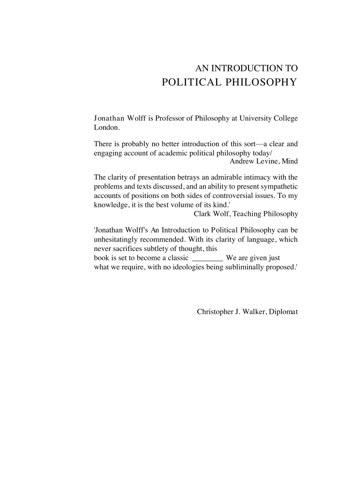 AN INTRODUCTION TO
POLITICAL PHILOSOPHY
Jonathan Wolff is Professor of Philosophy at University College
London.
There is probably no better introduction of this sort—a clear and
engaging account of academic political philosophy today/
Andrew Levine, Mind
The clarity of presentation betrays an admirable intimacy with the
problems and texts discussed, and an ability to present sympathetic
accounts of positions on both sides of controversial issues. To my
knowledge, it is the best volume of its kind.'
Clark Wolf, Teaching Philosophy
'Jonathan Wolff's An Introduction to Political Philosophy can be
unhesitatingly recommended. With its clarity of language, which
never sacrifices subtlety of thought, this
book is set to become a classic ________ We are given just
what we require, with no ideologies being subliminally proposed.'
Christopher J. Walker, Diplomat